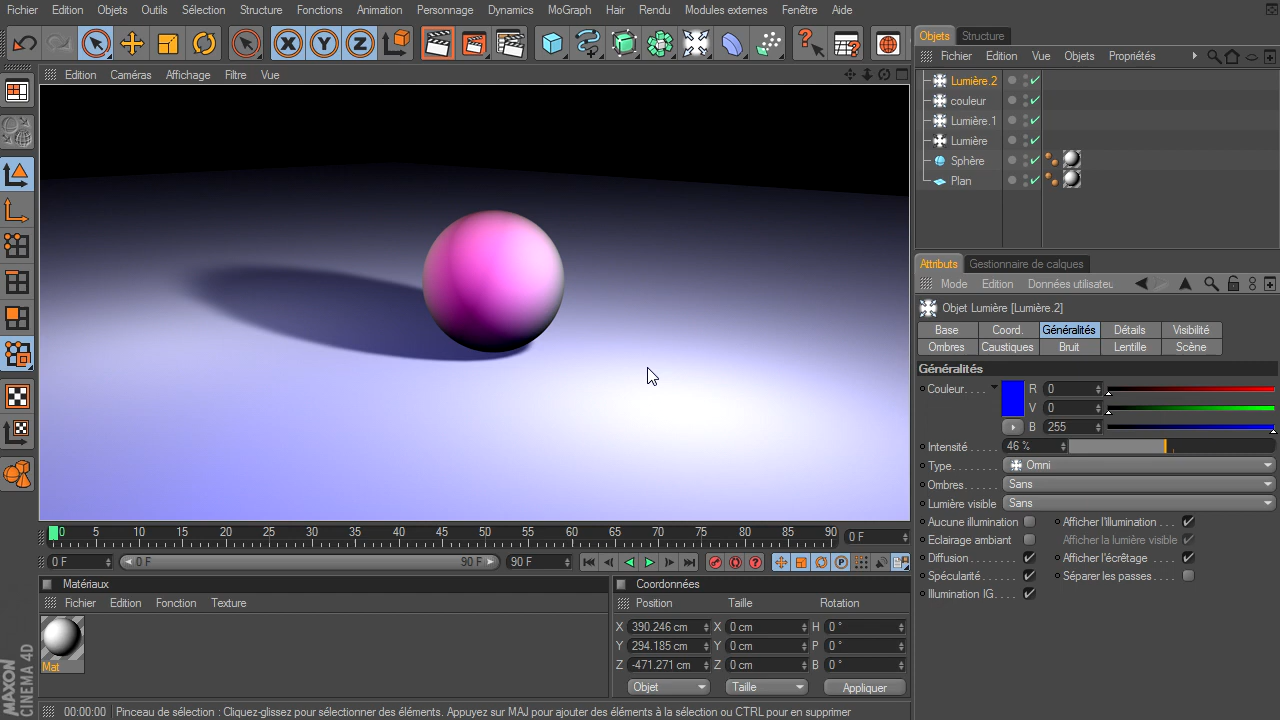 Fichier Edition Objets Outils Sélection Structure Fonctions Animation Personnage Dynamics MoGraph Hair Rendu Modules externes Fenêtre Aide
Edition Caméras Affichage Filtre Vue
Objets Structure
Fichier Edition Vue Objets Propriétés
Lumière.2
couleur
Lumière.1
Lumière
Sphère
Plan
Attributs Gestionnaire de calques
Mode Edition Données utilisateu
Objet Lumière [Lumière.2]
Base Coord. Généralités Détails Visibilité
Ombres Caustiques Bruit Lentille Scène
Généralités
Couleur. . . . R 0
V 0
B 255
Intensité . . . . . 46 %
Type. . . . . . . . Omni
Ombres. . . . . . Sans
Lumière visible Sans
Aucune illumination Afficher l'illumination . . .
Eclairage ambiant Afficher la lumière visible
Diffusion . . . . . . . Afficher l'écrêtage . . .
Spécularité . . . . . . Séparer les passes . . . .
Illumination IG. . . .
0 5 10 15 20 25 30 35 40 45 50 55 60 65 70 75 80 85 90 0 F
0 F 0 F 90 F 90 F
Matériaux
Fichier Edition Fonction Texture
Mat
Coordonnées
Position Taille Rotation
X 390.246 cm X 0 cm H 0 °
Y 294.185 cm Y 0 cm P 0 °
Z -471.271 cm Z 0 cm B 0 °
Objet Taille Appliquer
MAXON
CINEMA 4D
00:00:00 Pinceau de sélection : Cliquez-glissez pour sélectionner des éléments. Appuyez sur MAJ pour ajouter des éléments à la sélection ou CTRL pour en supprimer